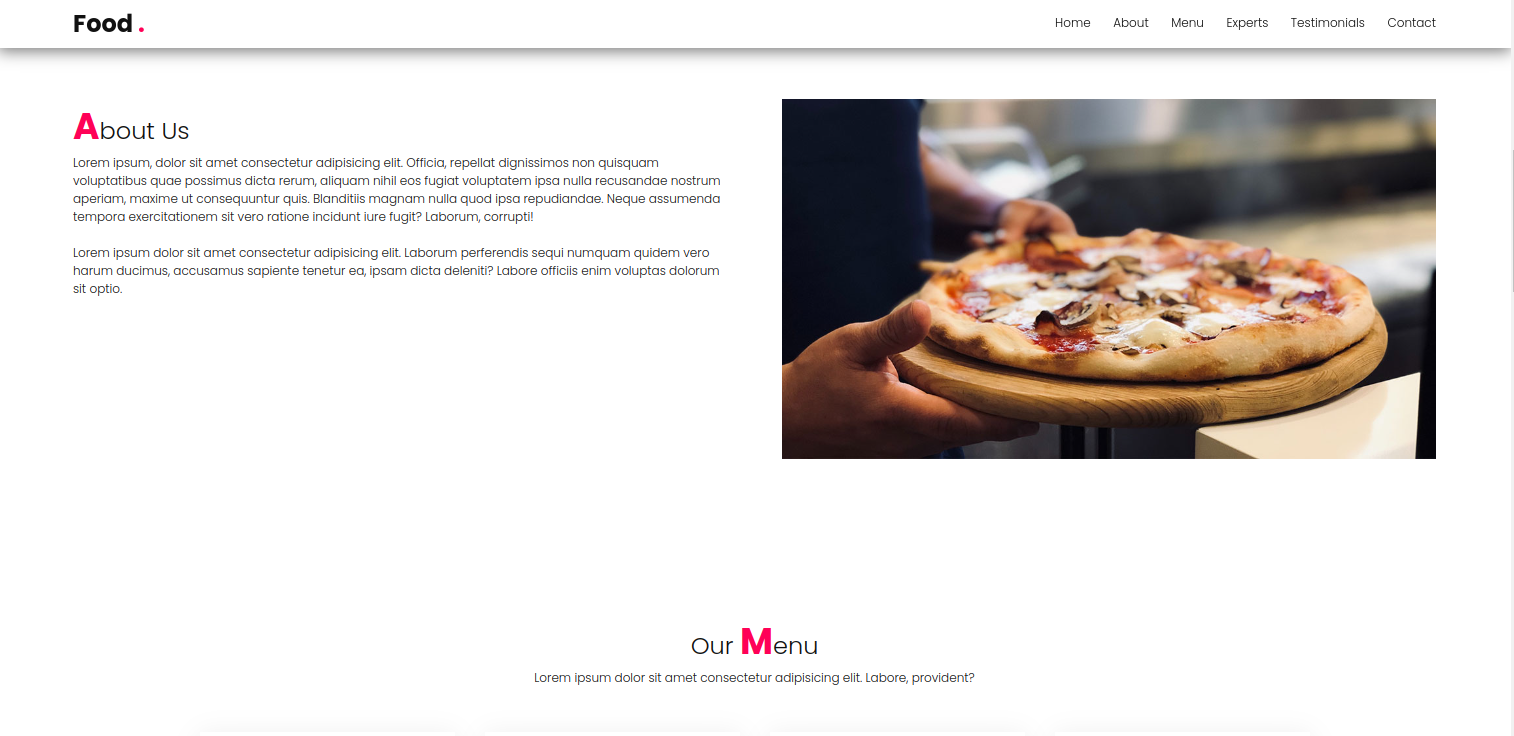 Food .
Home About Menu Experts Testimonials Contact
About Us
Lorem ipsum, dolor sit amet consectetur adipisicing elit. Officia, repellat dignissimos non quisquam
voluptatibus quae possimus dicta rerum, aliquam nihil eos fugiat voluptatem ipsa nulla recusandae nostrum
aperiam, maxime ut consequuntur quis. Blanditiis magnam nulla quod ipsa repudiandae. Neque assumenda
tempora exercitationem sit vero ratione incidunt iure fugit? Laborum, corrupti!
Lorem ipsum dolor sit amet consectetur adipisicing elit. Laborum perferendis sequi numquam quidem vero
harum ducimus, accusamus sapiente tenetur ea, ipsam dicta deleniti? Labore officiis enim voluptas dolorum
sit optio.
Our Menu
Lorem ipsum dolor sit amet consectetur adipisicing elit. Labore, provident?